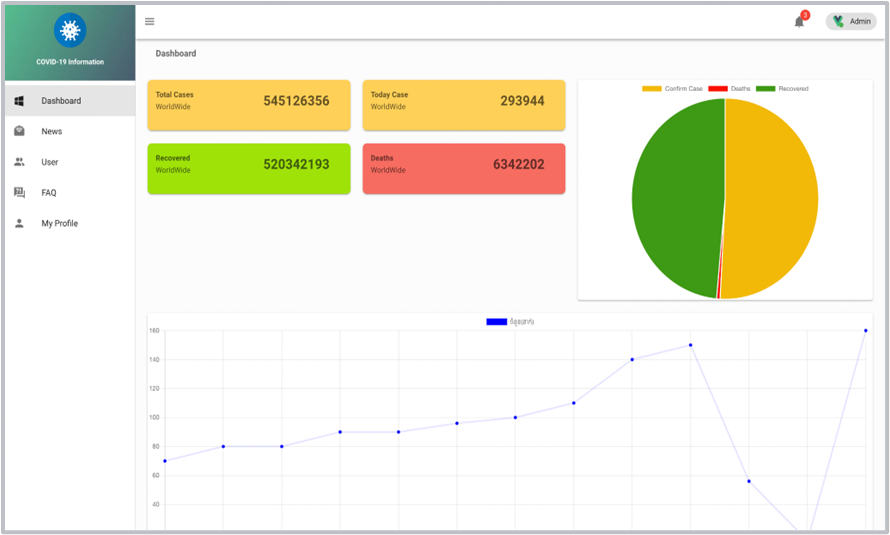 COVID-19 Information
Dashboard
News
User
FAQ
My Profile
3
Admin
Dashboard
Total Cases
WorldWide
545126356
Today Case
WorldWide
293944
Recovered
WorldWide
520342193
Deaths
WorldWide
6342202
Confirm Case
Deaths
Recovered
160
140
120
100
80
60
40